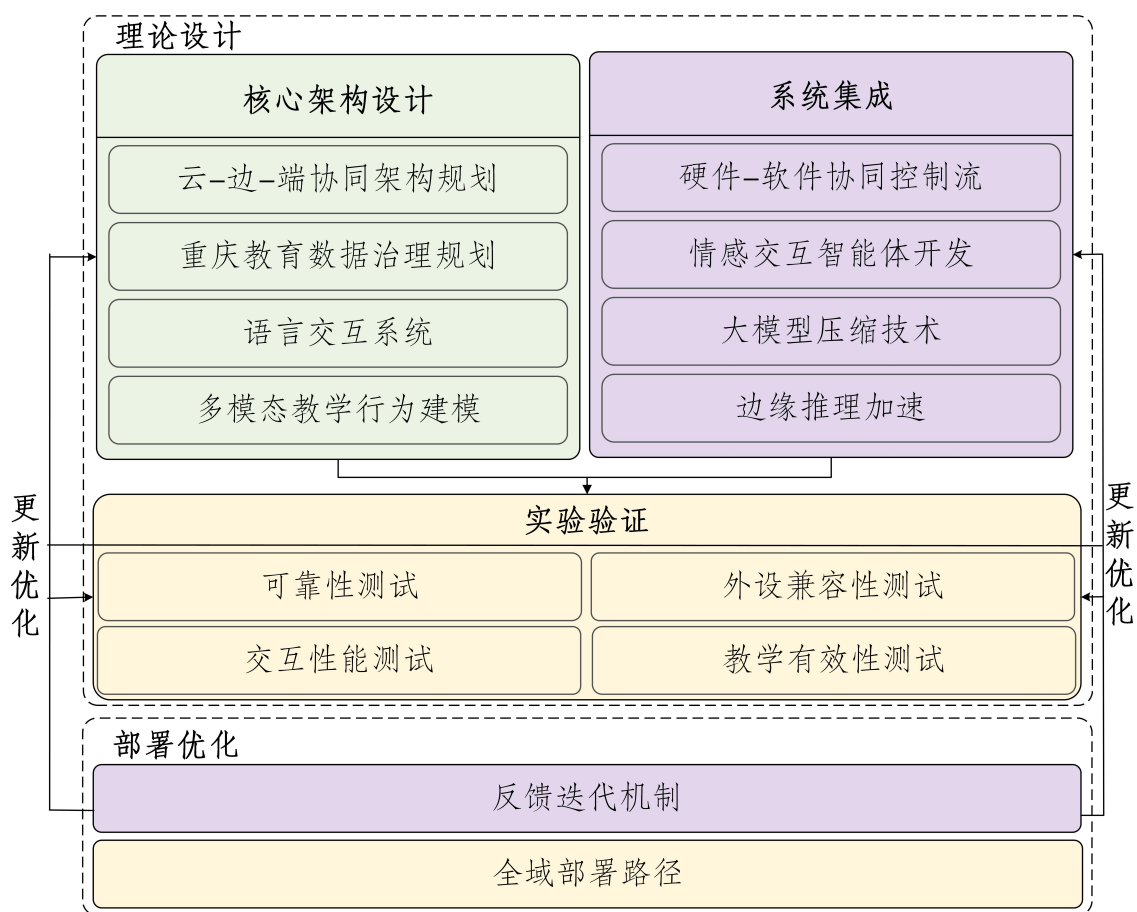 理论设计
核心架构设计
云–边–端协同架构规划
重庆教育数据治理规划
语言交互系统
多模态教学行为建模
系统集成
硬件–软件协同控制流
情感交互智能体开发
大模型压缩技术
边缘推理加速
更新优化
更新优化
实验验证
可靠性测试
外设兼容性测试
交互性能测试
教学有效性测试
部署优化
反馈迭代机制
全域部署路径